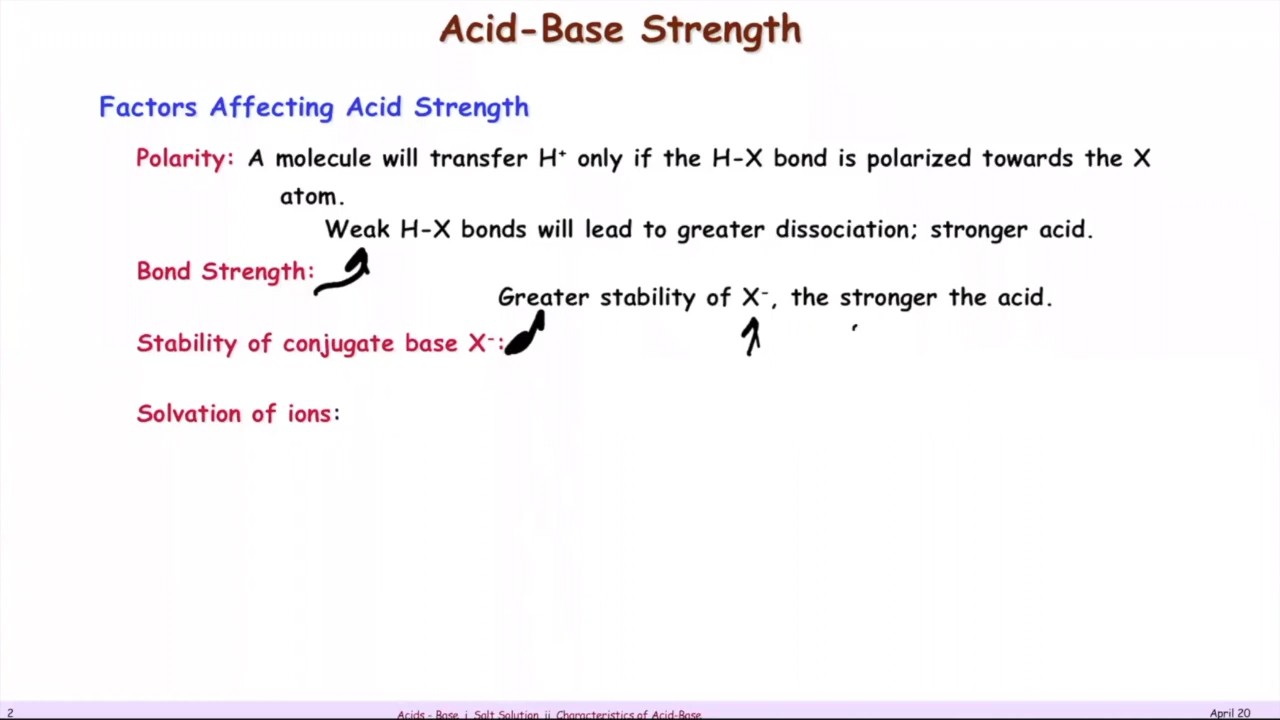 Acid-Base Strength
Factors Affecting Acid Strength
Polarity: A molecule will transfer H⁺ only if the H-X bond is polarized towards the X
atom.
Weak H-X bonds will lead to greater dissociation; stronger acid.
Bond Strength:
Greater stability of X⁻, the stronger the acid.
Stability of conjugate base X⁻:
Solvation of ions:
2 Acids - Base i Salt Solution ii Characteristics of Acid-Base April 20